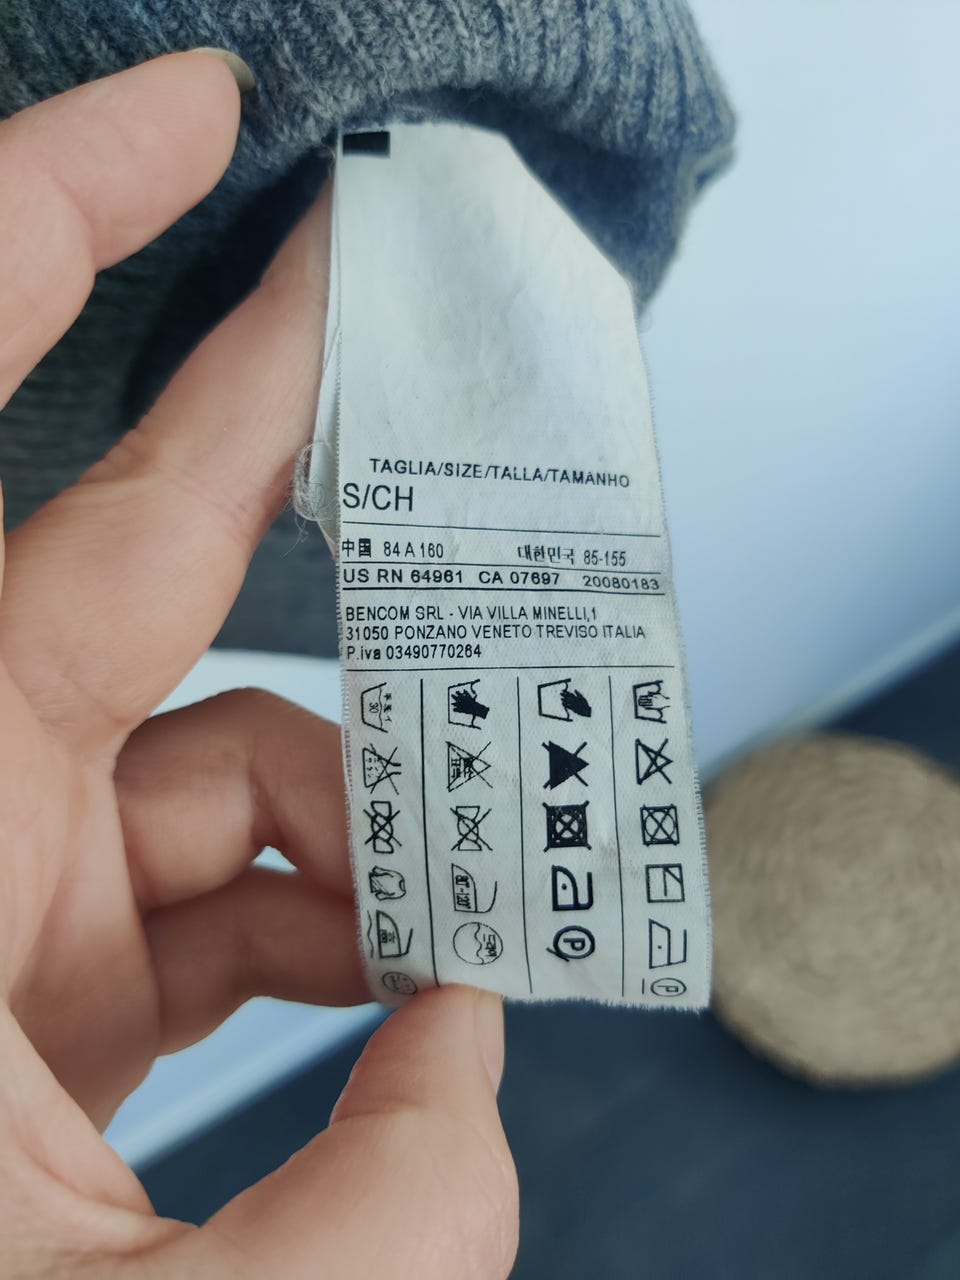 TAGLIA/SIZE/TALLA/TAMANHO
S/CH
中国 84 A 160 대한민국 85-155
US RN 64961 CA 07697 20080183
BENCOM SRL - VIA VILLA MINELLI,1
31050 PONZANO VENETO TREVISO ITALIA
P.iva 03490770264